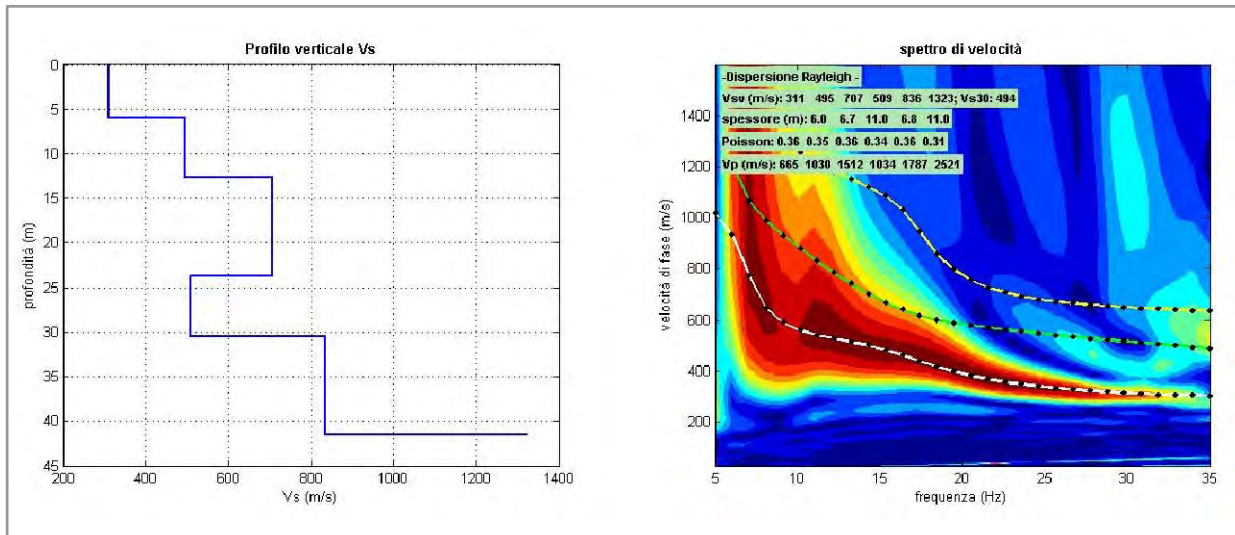 Profilo verticale Vs
0
5
10
15
20
25
30
35
40
45
profondità (m)
200
400
600
800
1000
1200
1400
Vs (m/s)
spettro di velocità
-Dispersione Rayleigh -
Vsv (m/s): 311 495 707 509 836 1323; Vs30: 494
spessore (m): 6.0 6.7 11.0 6.8 11.0
Poisson: 0.36 0.35 0.36 0.34 0.36 0.31
Vp (m/s): 665 1030 1512 1034 1787 2521
1400
1200
1000
800
600
400
200
velocità di fase (m/s)
5
10
15
20
25
30
35
frequenza (Hz)